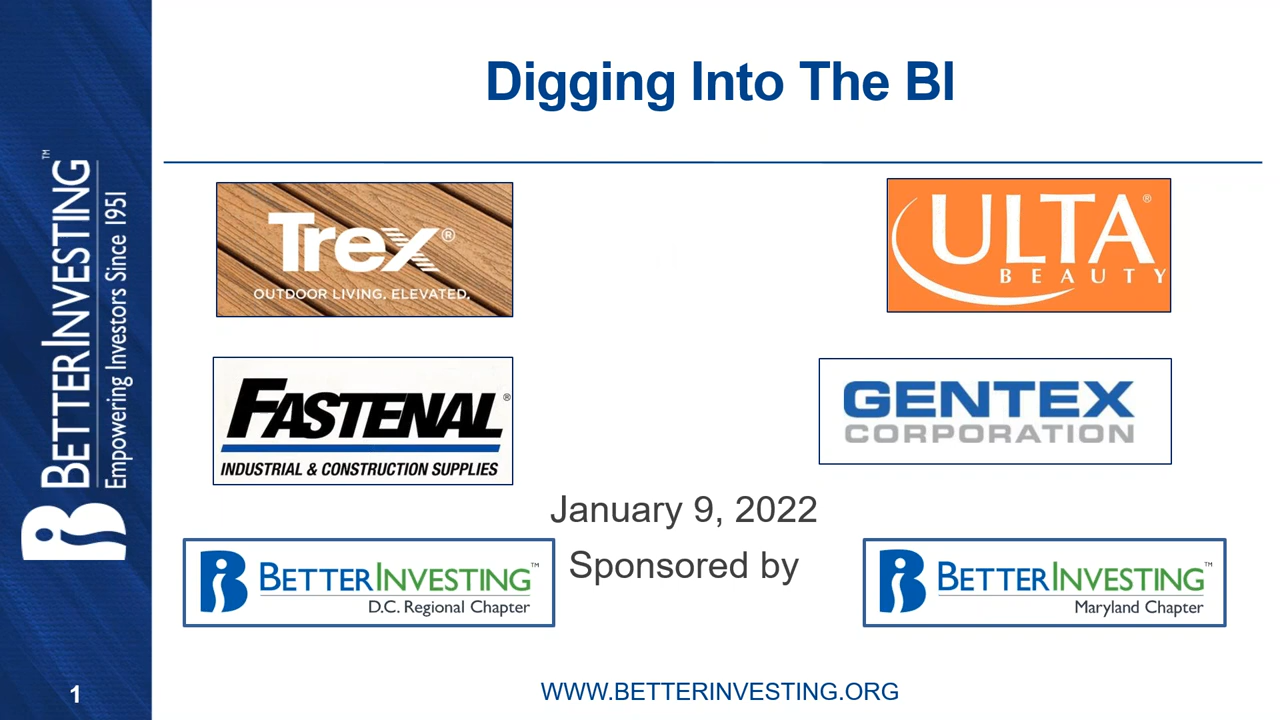 Digging Into The BI
Trex®
OUTDOOR LIVING. ELEVATED.
ULTA®
BEAUTY
FASTENAL®
INDUSTRIAL & CONSTRUCTION SUPPLIES
GENTEX
CORPORATION
January 9, 2022
Sponsored by
BETTERINVESTING™
D.C. Regional Chapter
BETTERINVESTING™
Maryland Chapter
WWW.BETTERINVESTING.ORG
BETTERINVESTING™
Empowering Investors Since 1951
1